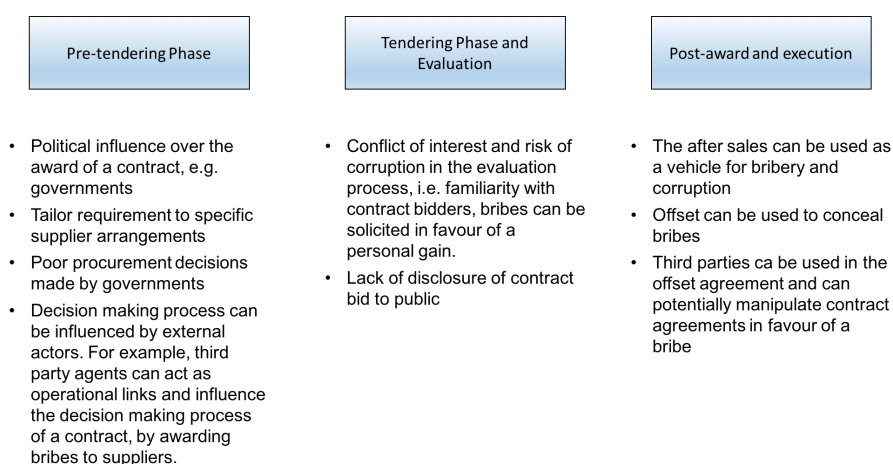 Pre-tendering Phase
• Political influence over the
award of a contract, e.g.
governments
• Tailor requirement to specific
supplier arrangements
• Poor procurement decisions
made by governments
• Decision making process can
be influenced by external
actors. For example, third
party agents can act as
operational links and influence
the decision making process
of a contract, by awarding
bribes to suppliers.
Tendering Phase and
Evaluation
• Conflict of interest and risk of
corruption in the evaluation
process, i.e. familiarity with
contract bidders, bribes can be
solicited in favour of a
personal gain.
• Lack of disclosure of contract
bid to public
Post-award and execution
• The after sales can be used as
a vehicle for bribery and
corruption
• Offset can be used to conceal
bribes
• Third parties ca be used in the
offset agreement and can
potentially manipulate contract
agreements in favour of a
bribe